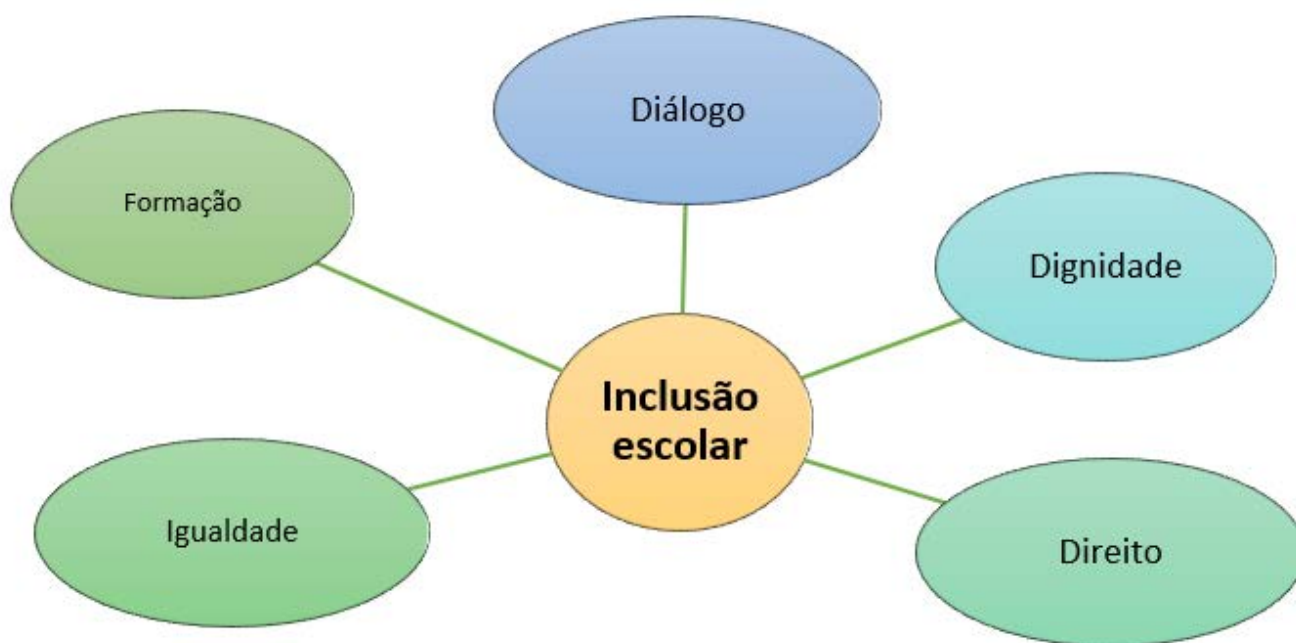 Diálogo
Formação
Dignidade
Inclusão
escolar
Igualdade
Direito